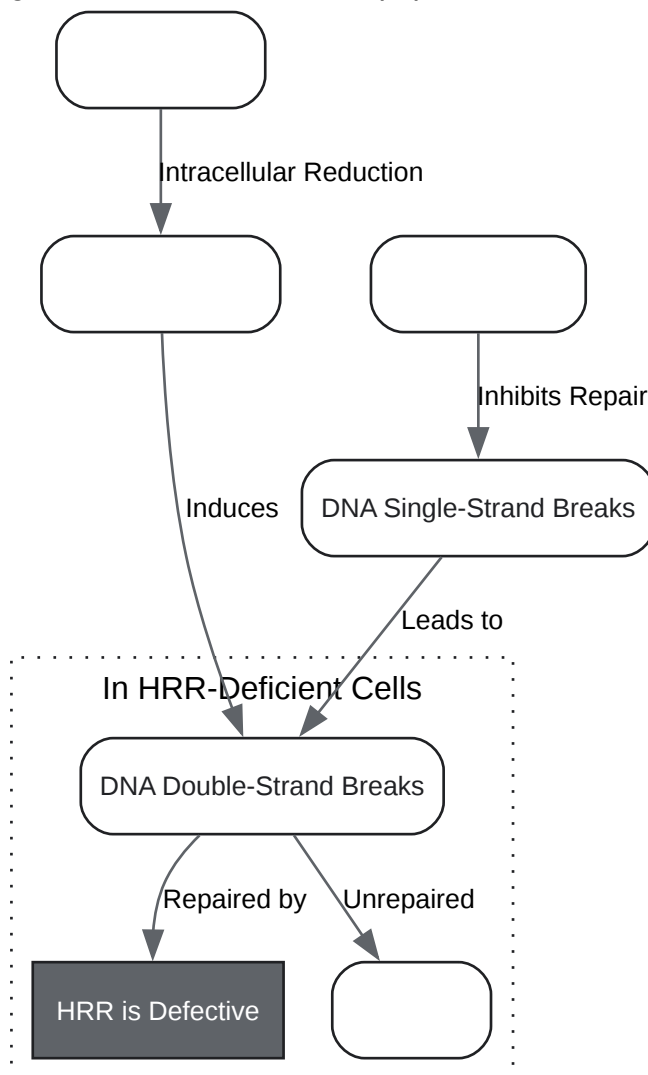 Intracellular Reduction
Inhibits Repair
Induces
DNA Single-Strand Breaks
Leads to
In HRR-Deficient Cells
DNA Double-Strand Breaks
Repaired by
Unrepaired
HRR is Defective